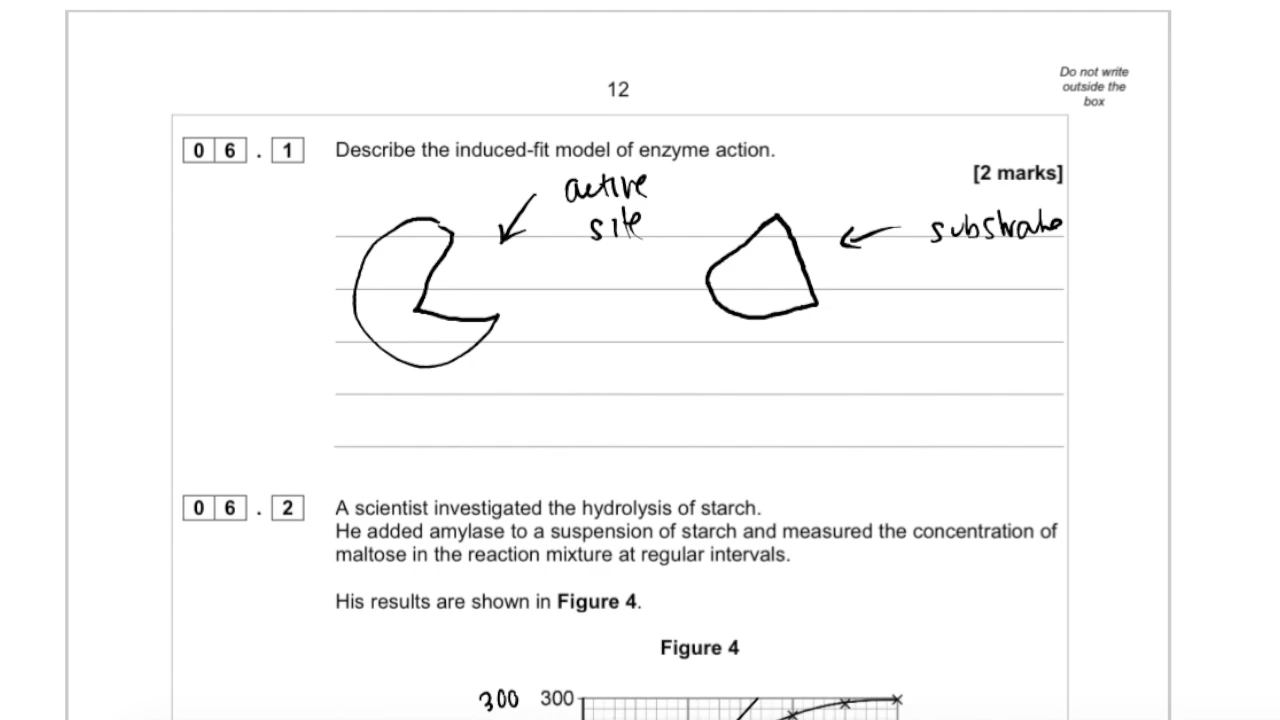 12
Do not write
outside the
box
0 6 . 1 Describe the induced-fit model of enzyme action.
[2 marks]
active
site
substrate
0 6 . 2 A scientist investigated the hydrolysis of starch.
He added amylase to a suspension of starch and measured the concentration of
maltose in the reaction mixture at regular intervals.
His results are shown in Figure 4.
Figure 4
300 300